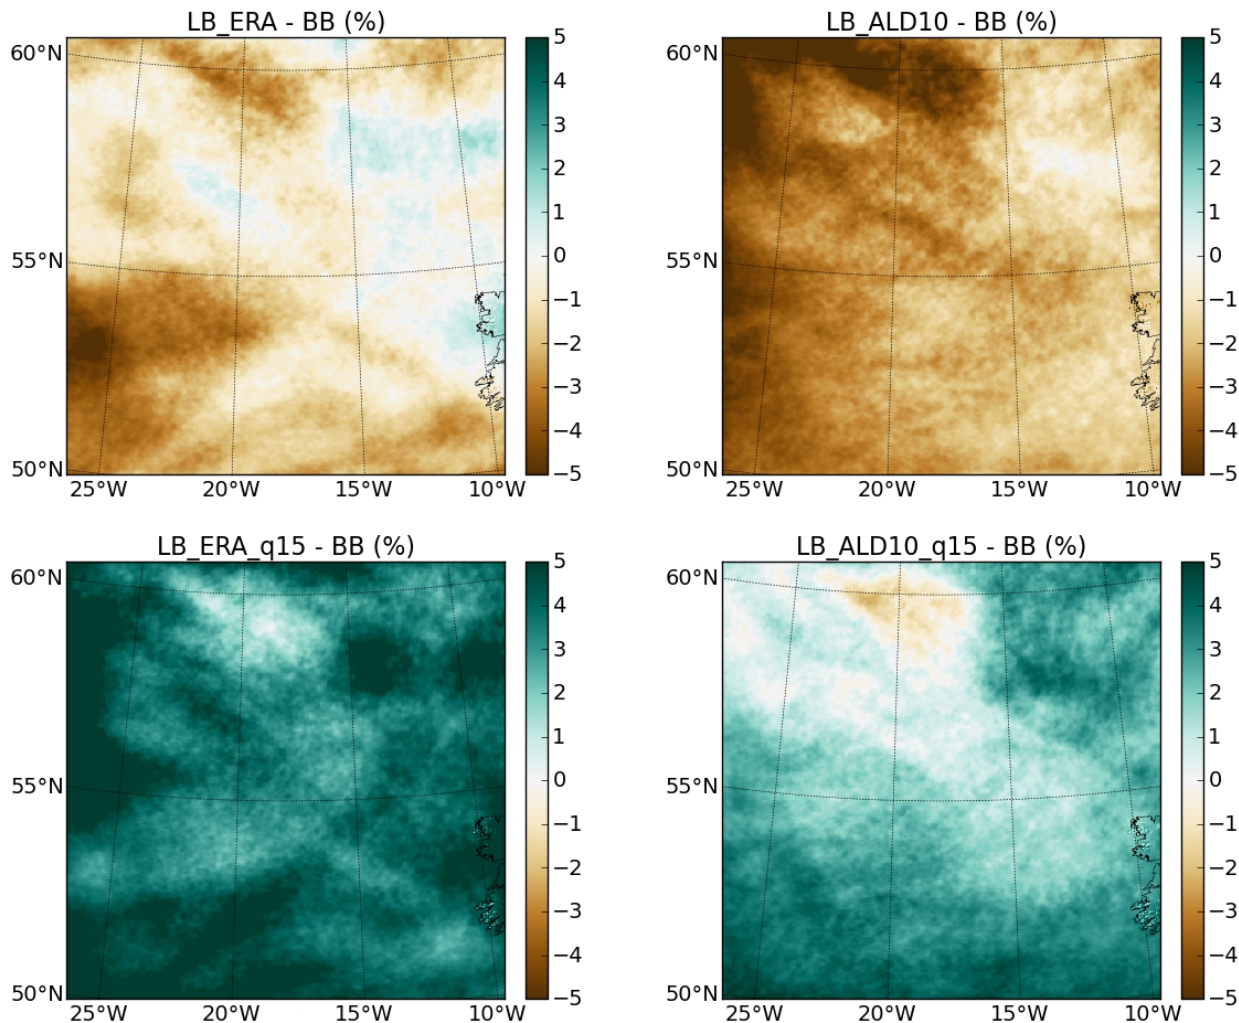 LB_ERA - BB (%)
60°N
55°N
50°N
25°W 20°W 15°W 10°W
5
4
3
2
1
0
−1
−2
−3
−4
−5
LB_ALD10 - BB (%)
60°N
55°N
50°N
25°W 20°W 15°W 10°W
5
4
3
2
1
0
−1
−2
−3
−4
−5
LB_ERA_q15 - BB (%)
60°N
55°N
50°N
25°W 20°W 15°W 10°W
5
4
3
2
1
0
−1
−2
−3
−4
−5
LB_ALD10_q15 - BB (%)
60°N
55°N
50°N
25°W 20°W 15°W 10°W
5
4
3
2
1
0
−1
−2
−3
−4
−5